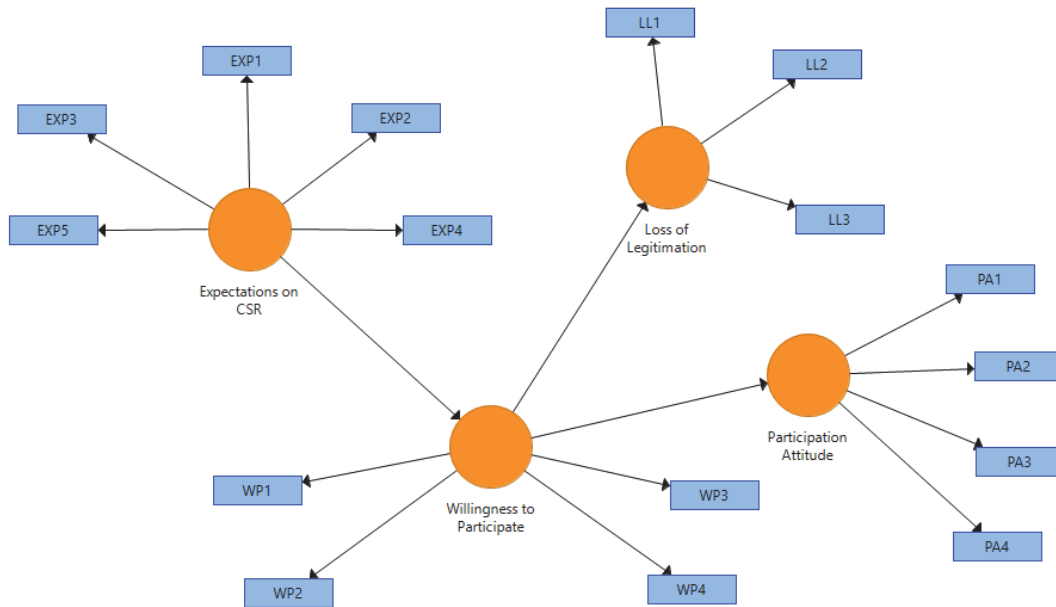 LL1
EXP1
LL2
EXP3
EXP2
EXP5
EXP4
LL3
Loss of
Legitimation
Expectations on
CSR
PA1
PA2
Participation
Attitude
PA3
WP1
WP3
Willingness to
Participate
PA4
WP2
WP4